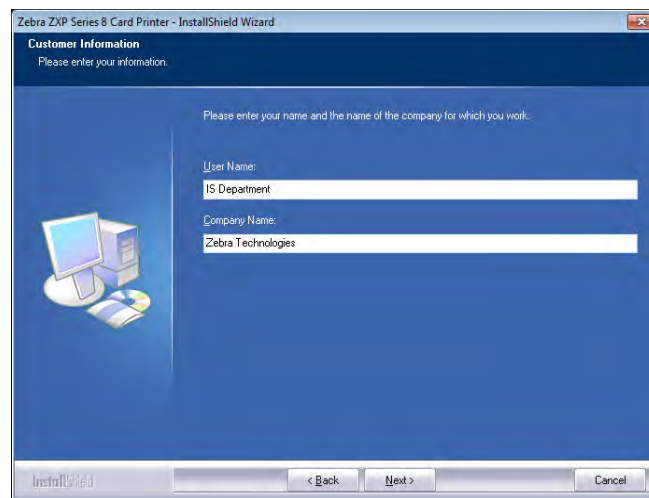 Zebra ZXP Series 8 Card Printer - InstallShield Wizard
Customer Information
Please enter your information.
Please enter your name and the name of the company for which you work.
User Name:
IS Department
Company Name:
Zebra Technologies
InstallShield
< Back
Next >
Cancel